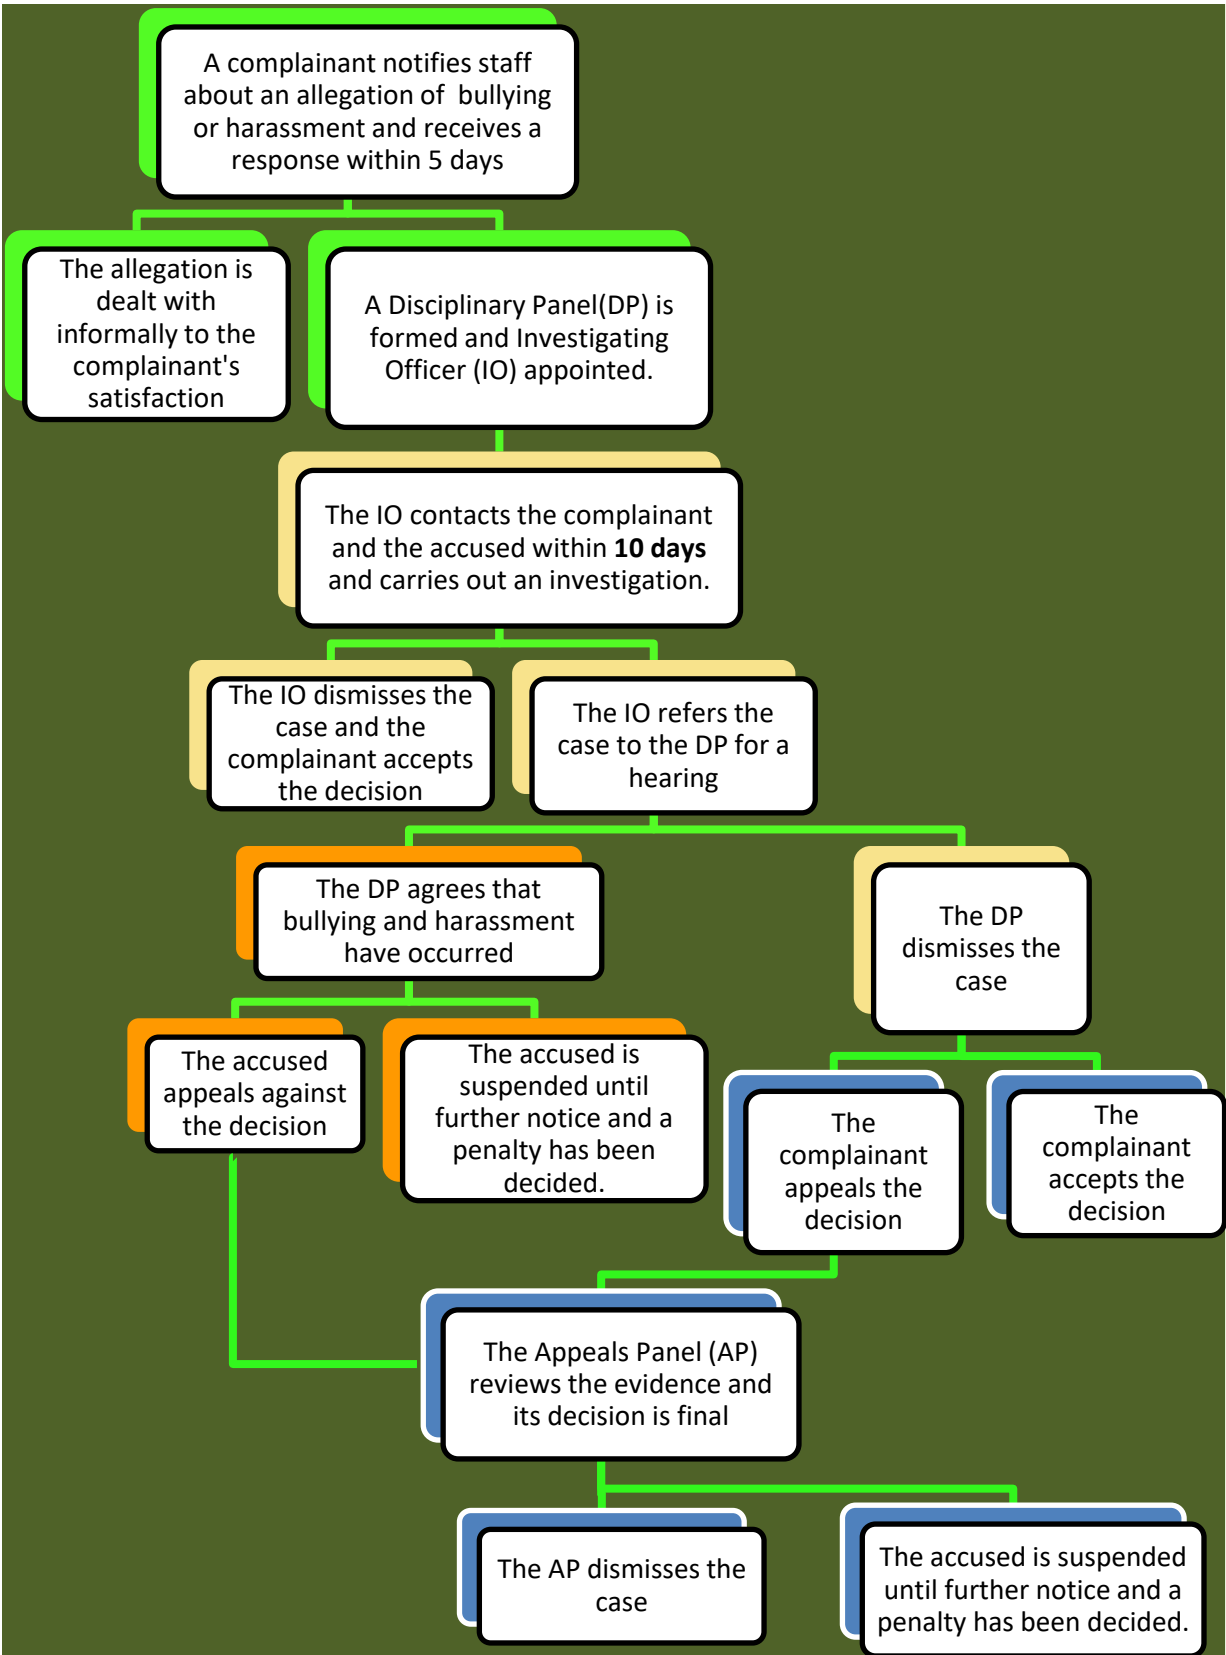 A complainant notifies staff
about an allegation of  bullying
or harassment and receives a
response within 5 days
The allegation is
dealt with
informally to the
complainant's
satisfaction
A Disciplinary Panel(DP) is
formed and Investigating
Officer (IO) appointed.
The IO contacts the complainant
and the accused within 10 days
and carries out an investigation.
The IO dismisses the
case and the
complainant accepts
the decision
The IO refers the
case to the DP for a
hearing
The DP agrees that
bullying and harassment
have occurred
The DP
dismisses the
case
The accused
appeals against
the decision
The accused is
suspended until
further notice and a
penalty has been
decided.
The
complainant
appeals the
decision
The
complainant
accepts the
decision
The Appeals Panel (AP)
reviews the evidence and
its decision is final
The AP dismisses the
case
The accused is suspended
until further notice and a
penalty has been decided.